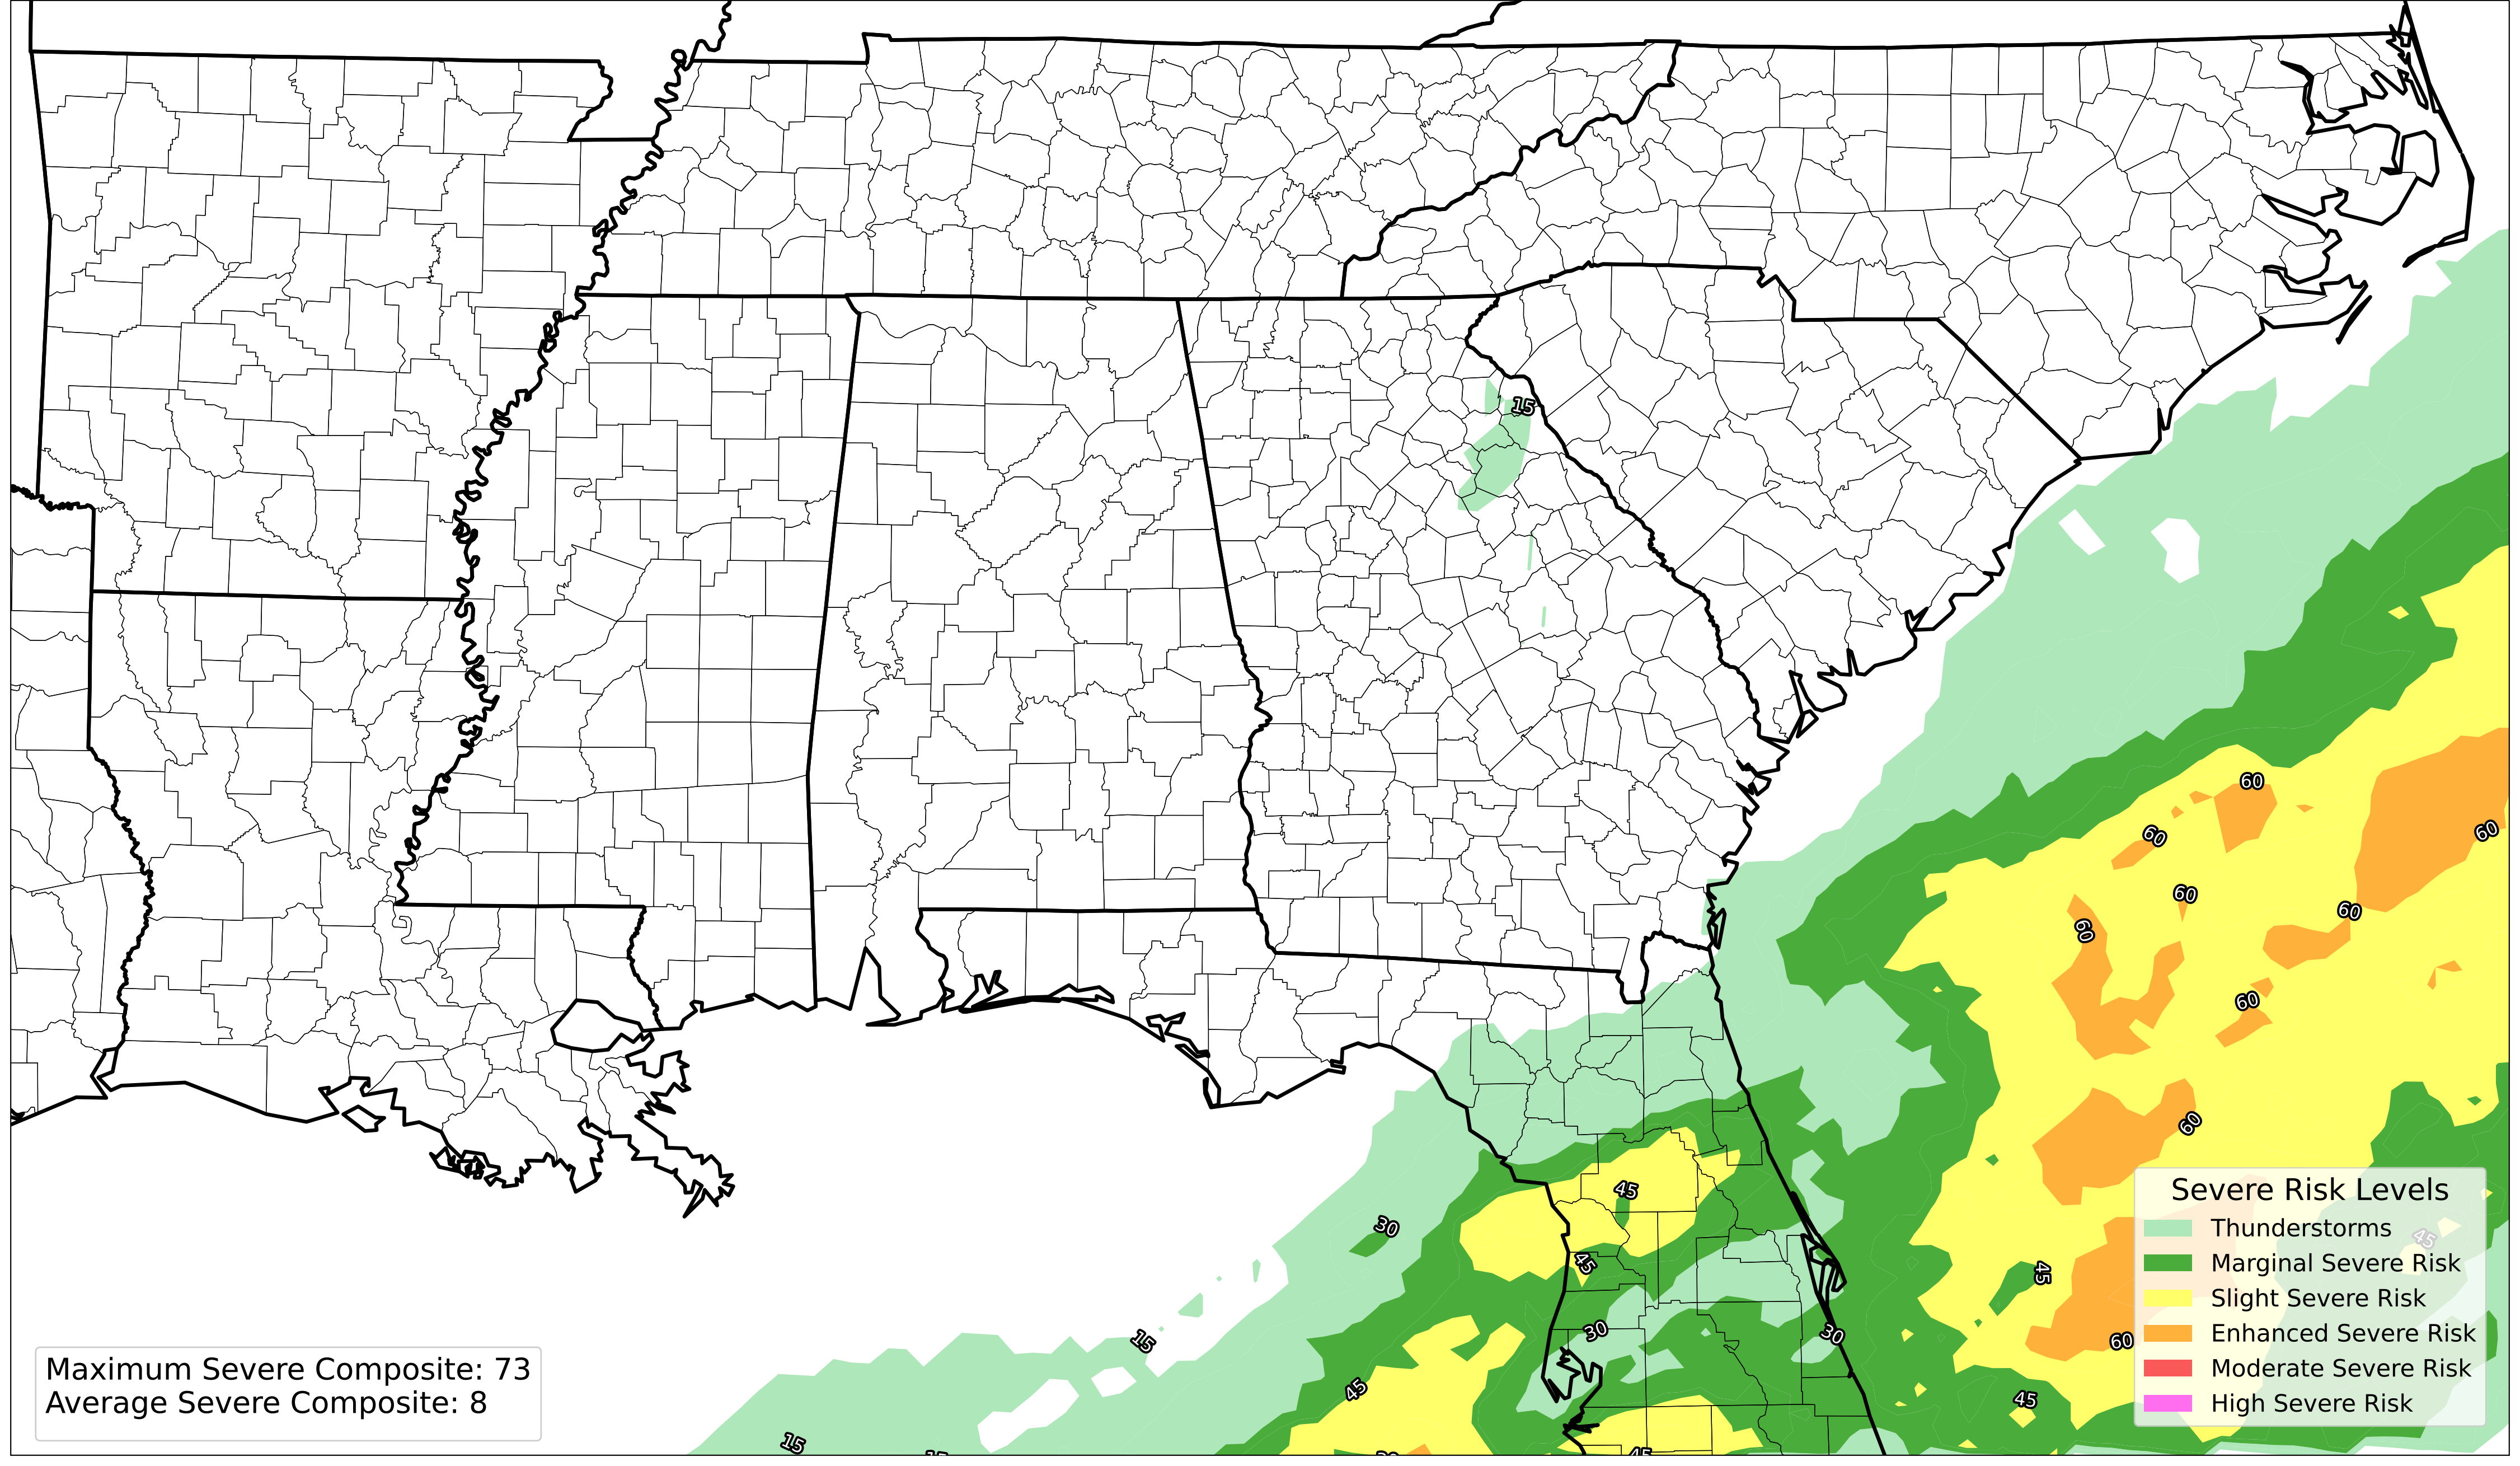 15
60
60
60
60
60
60
60
60
45
30
45
45
60
30
30
15
45
45
15
45
Severe Risk Levels
Thunderstorms
Marginal Severe Risk
Slight Severe Risk
Enhanced Severe Risk
Moderate Severe Risk
High Severe Risk
Maximum Severe Composite: 73
Average Severe Composite: 8
45